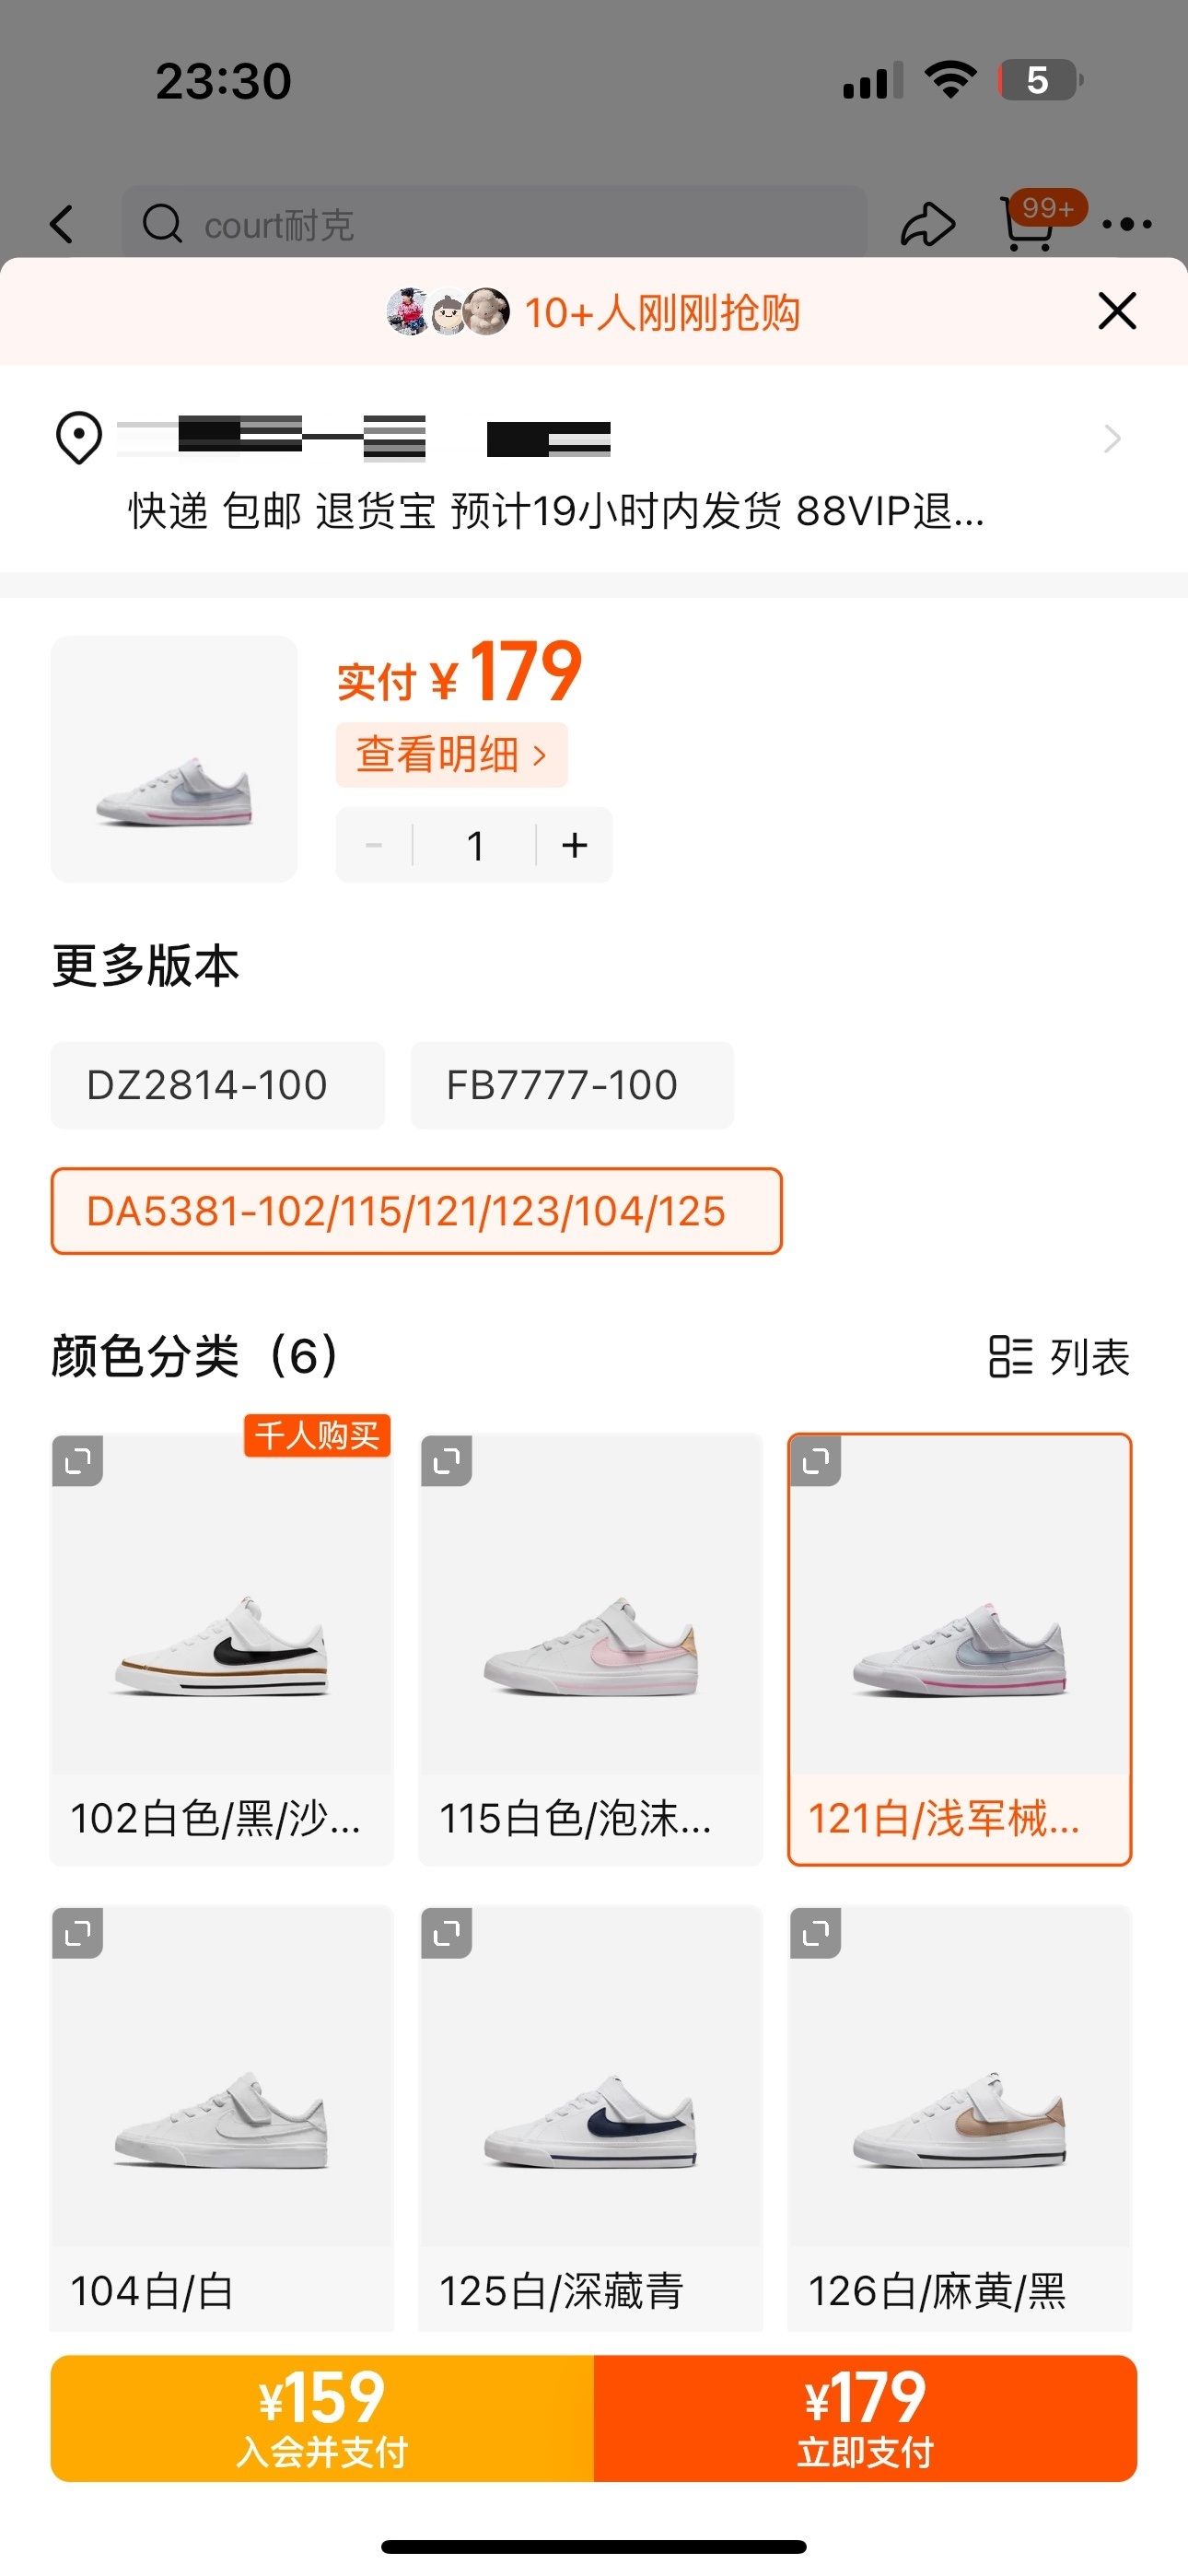 23:30
5
court耐克
99+
10+人刚刚抢购
快递 包邮 退货宝 预计19小时内发货 88VIP退...
实付 ¥179
查看明细
1
更多版本
DZ2814-100
FB7777-100
DA5381-102/115/121/123/104/125
颜色分类（6）
列表
千人购买
102白色/黑/沙...
115白色/泡沫...
121白/浅军械...
104白/白
125白/深藏青
126白/麻黄/黑
¥159
入会并支付
¥179
立即支付